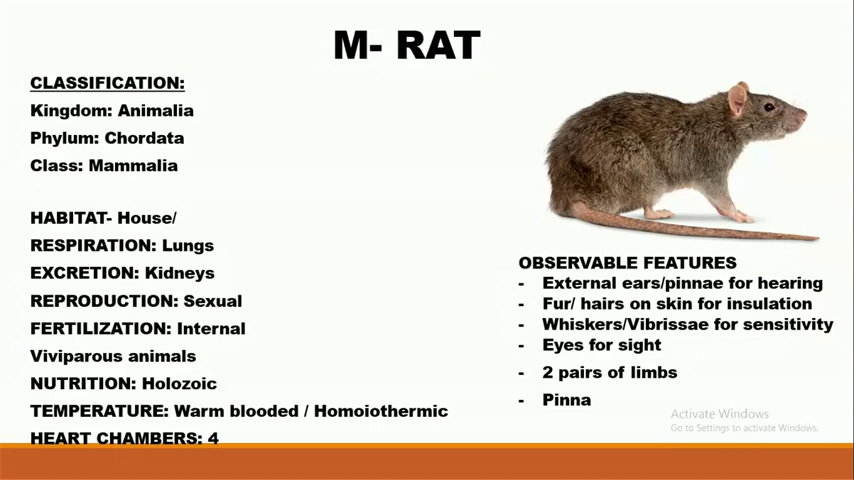 M- RAT
CLASSIFICATION:
Kingdom: Animalia
Phylum: Chordata
Class: Mammalia
HABITAT- House/
RESPIRATION: Lungs
EXCRETION: Kidneys
REPRODUCTION: Sexual
FERTILIZATION: Internal
Viviparous animals
NUTRITION: Holozoic
TEMPERATURE: Warm blooded / Homoiothermic
HEART CHAMBERS: 4
OBSERVABLE FEATURES
- External ears/pinnae for hearing
- Fur/ hairs on skin for insulation
- Whiskers/Vibrissae for sensitivity
- Eyes for sight
- 2 pairs of limbs
- Pinna
Activate Windows
Go to Settings to activate Windows.